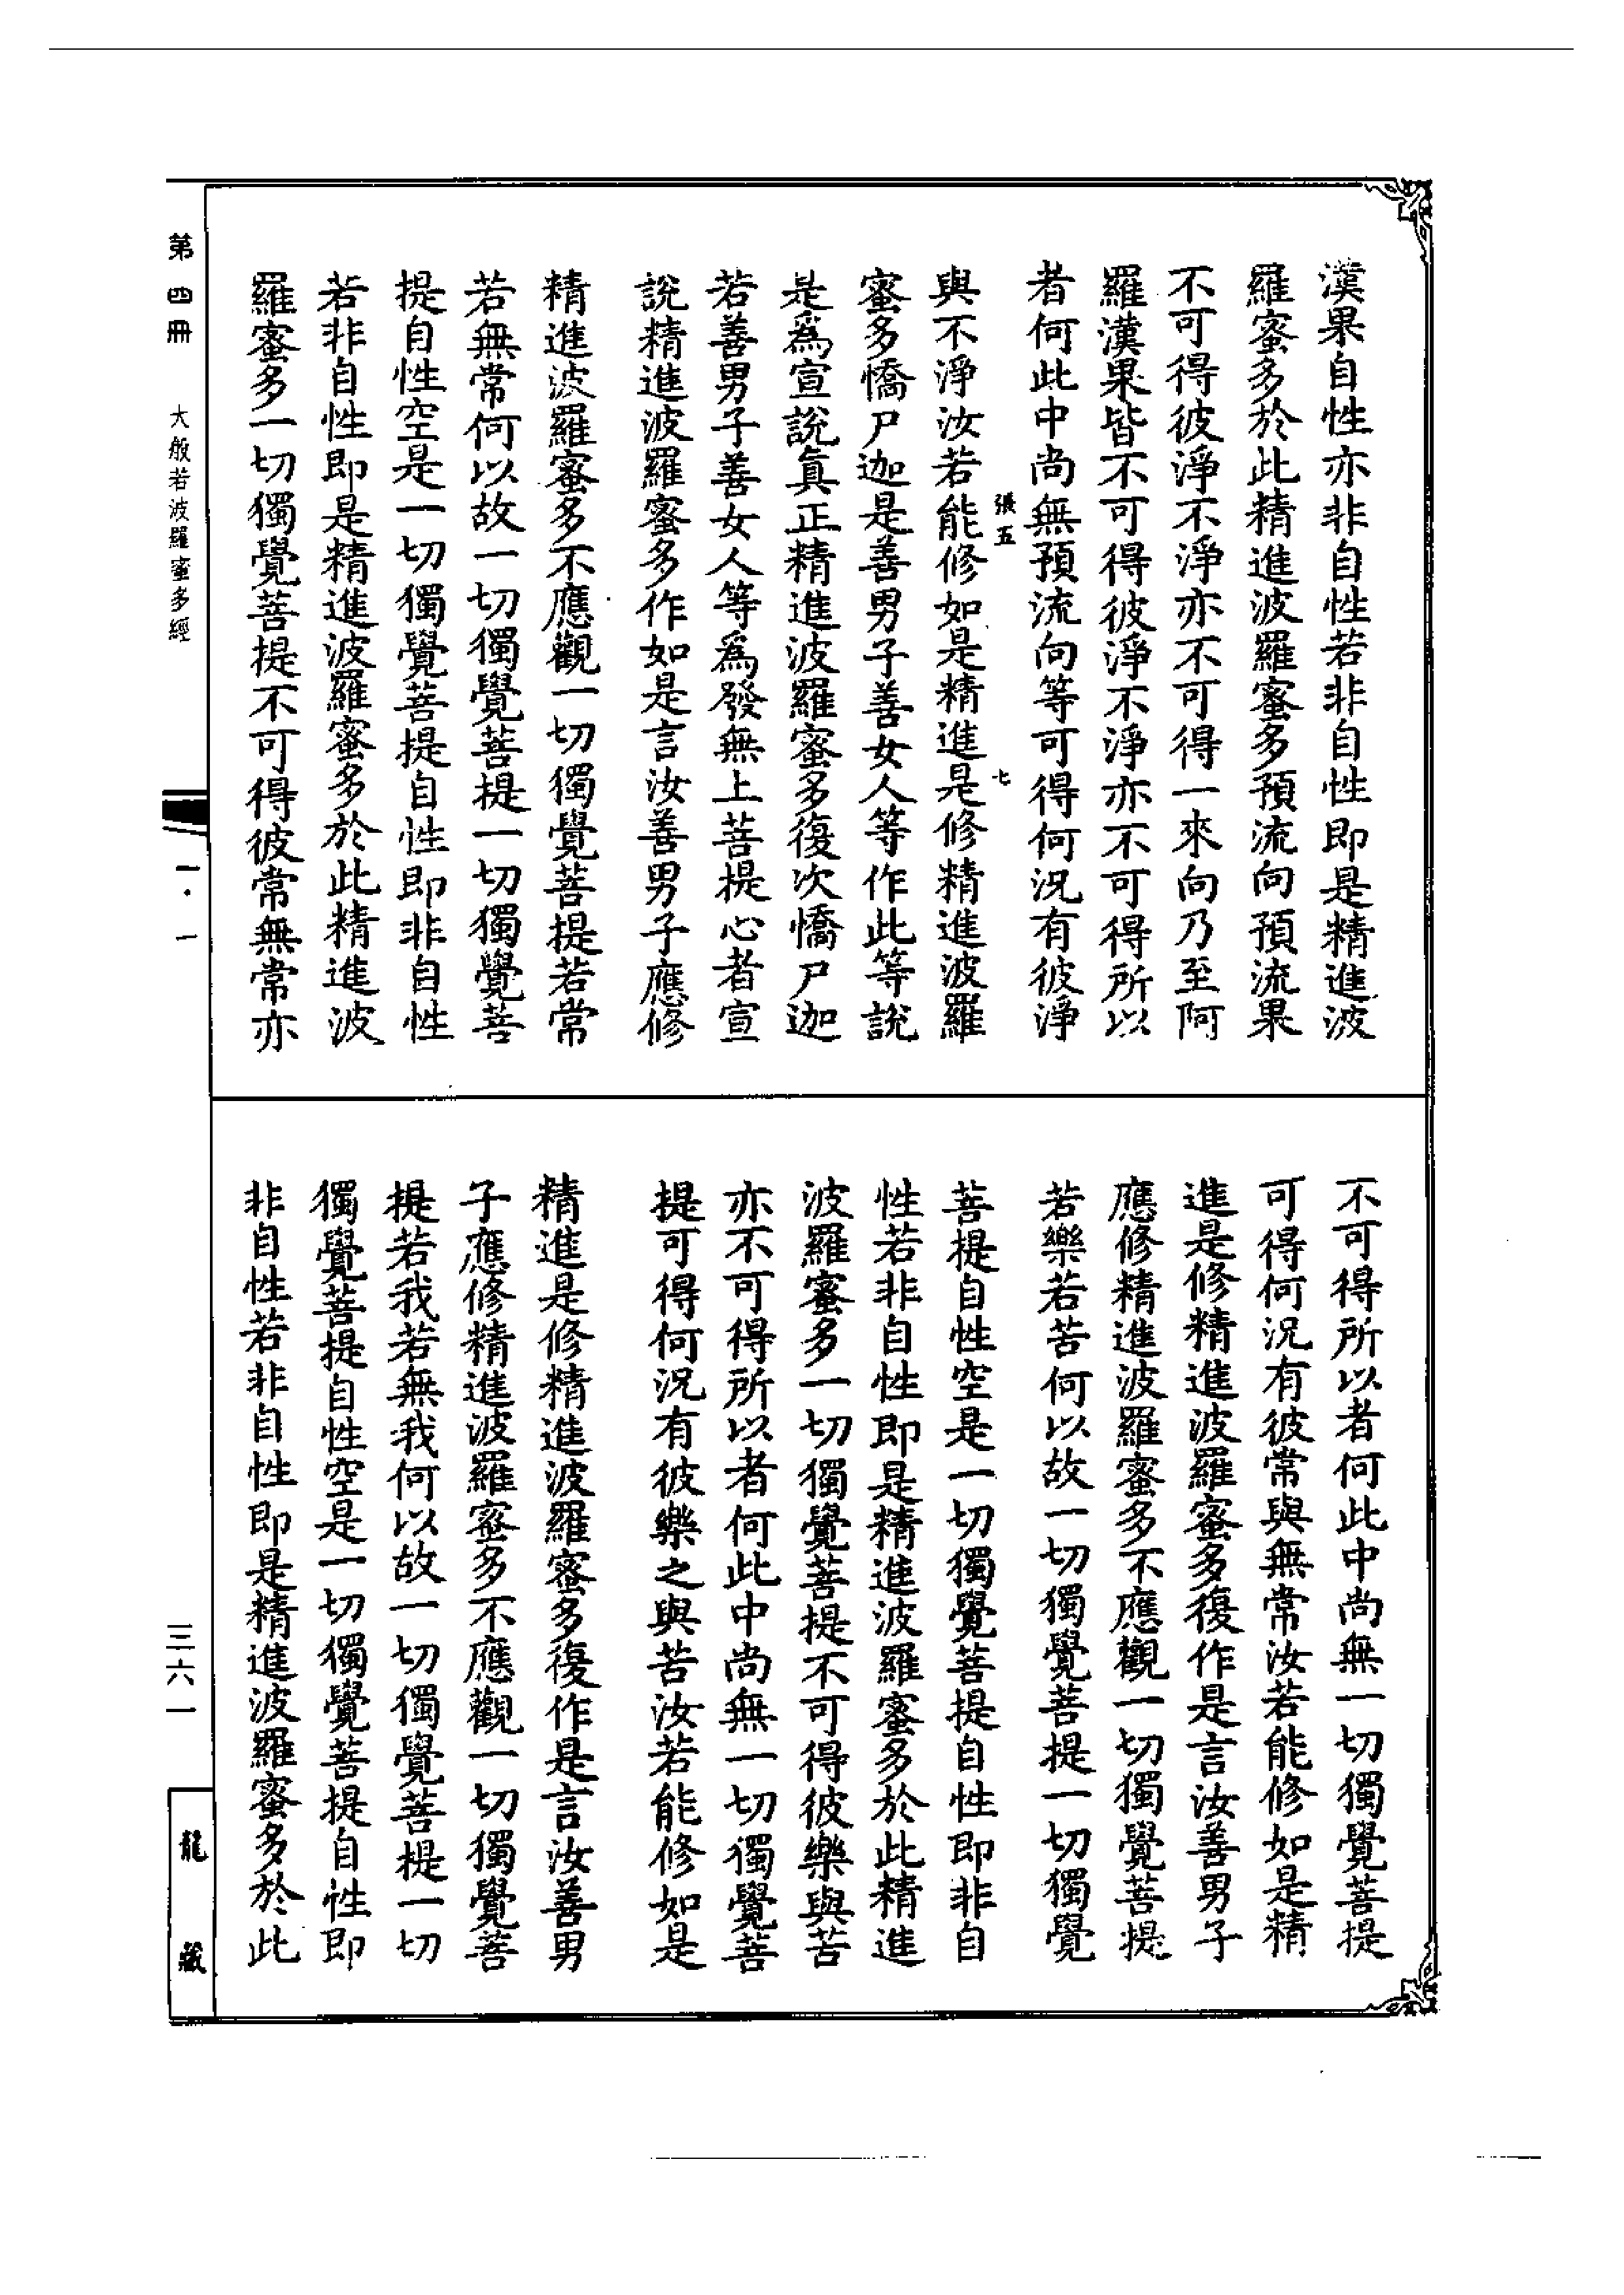 漢果自性亦非自性若非自性即是精進波
羅蜜多於此精進波羅蜜多預流向預流果
不可得彼淨不淨亦不可得一來向乃至阿
羅漢果皆不可得彼淨不淨亦不可得所以
者何此中尚無預流向等可得何況有彼淨
張五
七
與不淨汝若能修如是精進是修精進波羅
蜜多憍尸迦是善男子善女人等作此等說
是爲宣說眞正精進波羅蜜多復次憍尸迦
若善男子善女人等爲發無上菩提心者宣
說精進波羅蜜多作如是言汝善男子應修
精進波羅蜜多不應觀一切獨覺菩提若常
若無常何以故一切獨覺菩提一切獨覺菩
提自性空是一切獨覺菩提自性即非自性
若非自性即是精進波羅蜜多於此精進波
羅蜜多一切獨覺菩提不可得彼常無常亦
不可得所以者何此中尚無一切獨覺菩提
可得何況有彼常與無常汝若能修如是精
進是修精進波羅蜜多復作是言汝善男子
應修精進波羅蜜多不應觀一切獨覺菩提
若樂若苦何以故一切獨覺菩提一切獨覺
菩提自性空是一切獨覺菩提自性即非自
性若非自性即是精進波羅蜜多於此精進
波羅蜜多一切獨覺菩提不可得彼樂與苦
亦不可得所以者何此中尚無一切獨覺菩
提可得何況有彼樂之與苦汝若能修如是
精進是修精進波羅蜜多復作是言汝善男
子應修精進波羅蜜多不應觀一切獨覺菩
提若我若無我何以故一切獨覺菩提一切
獨覺菩提自性空是一切獨覺菩提自性即
非自性若非自性即是精進波羅蜜多於此
第四冊
大般若波羅蜜多經
一·一
三六一
龍藏